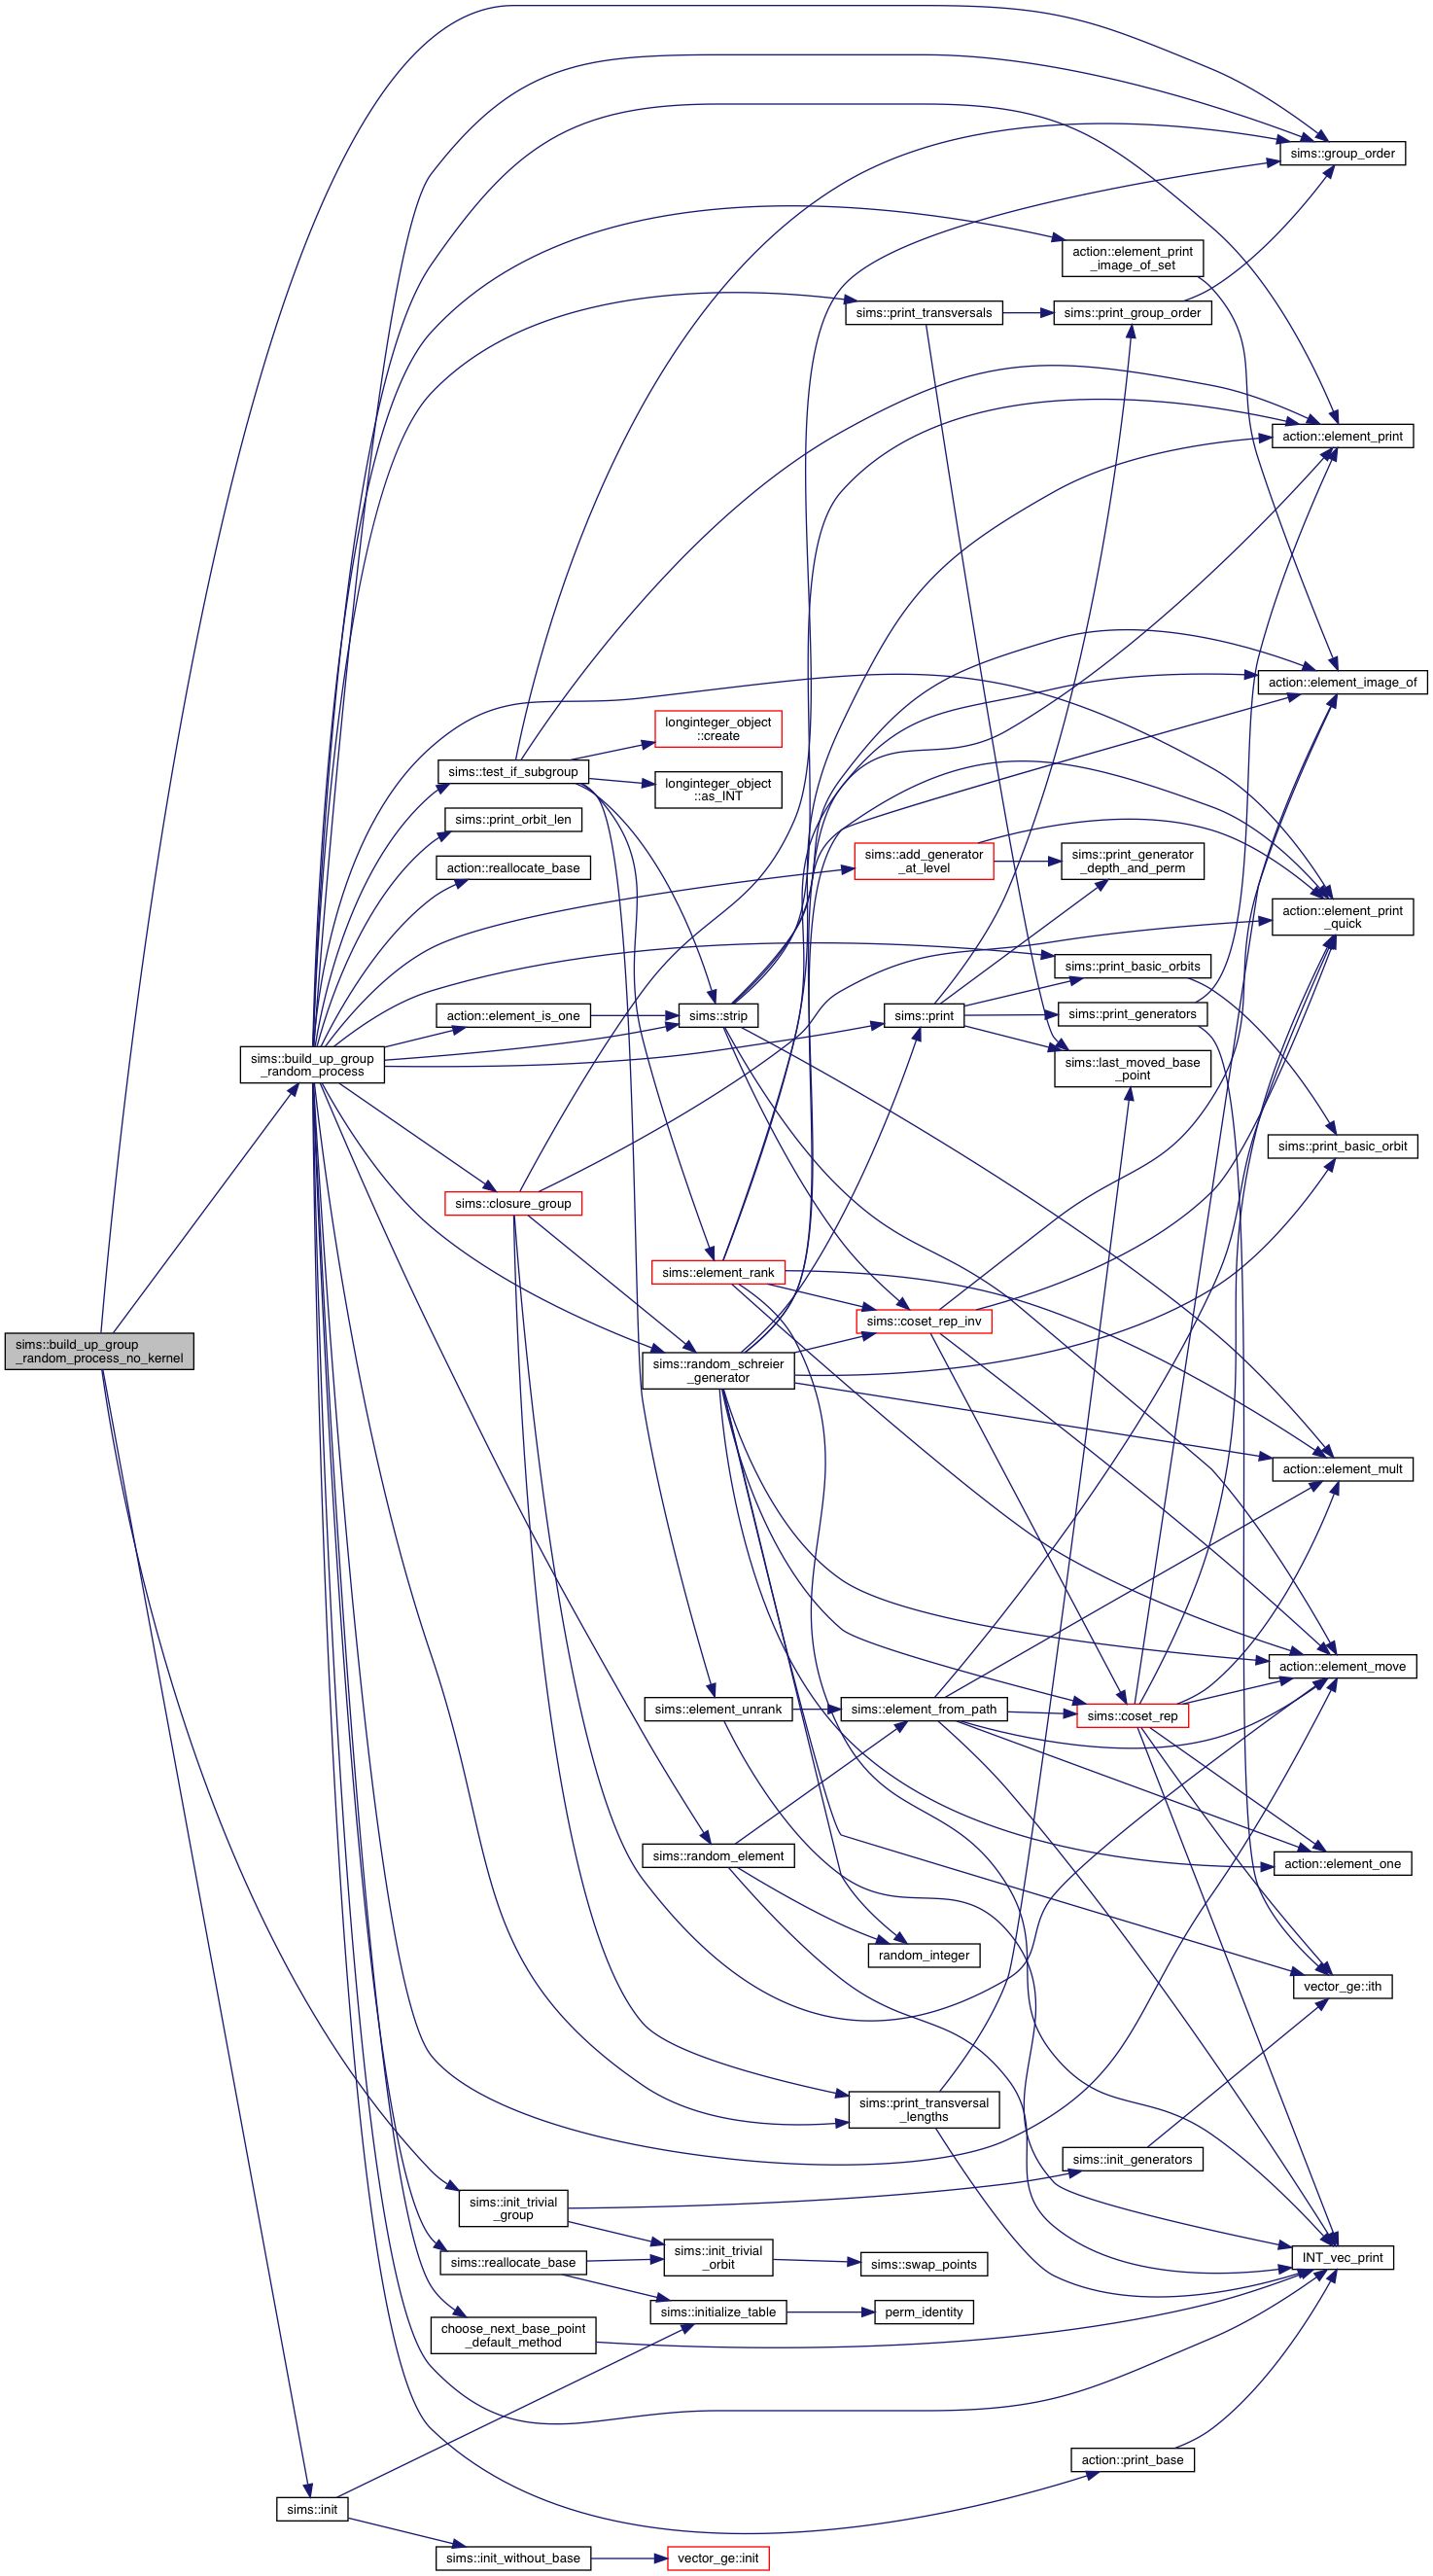 sims::group_order
action::element_print
_image_of_set
sims::print_transversals
sims::print_group_order
action::element_print
action::element_image_of
longinteger_object
::create
sims::test_if_subgroup
longinteger_object
::as_INT
sims::print_orbit_len
action::reallocate_base
sims::add_generator
_at_level
sims::print_generator
_depth_and_perm
action::element_print
_quick
sims::print_basic_orbits
action::element_is_one
sims::strip
sims::print
sims::print_generators
sims::build_up_group
_random_process
sims::last_moved_base
_point
sims::print_basic_orbit
sims::closure_group
sims::element_rank
sims::coset_rep_inv
sims::build_up_group
_random_process_no_kernel
sims::random_schreier
_generator
action::element_mult
action::element_move
sims::element_unrank
sims::element_from_path
sims::coset_rep
sims::random_element
action::element_one
random_integer
vector_ge::ith
sims::print_transversal
_lengths
sims::init_generators
sims::init_trivial
_group
sims::reallocate_base
sims::init_trivial
_orbit
sims::swap_points
INT_vec_print
sims::initialize_table
perm_identity
choose_next_base_point
_default_method
action::print_base
sims::init
sims::init_without_base
vector_ge::init